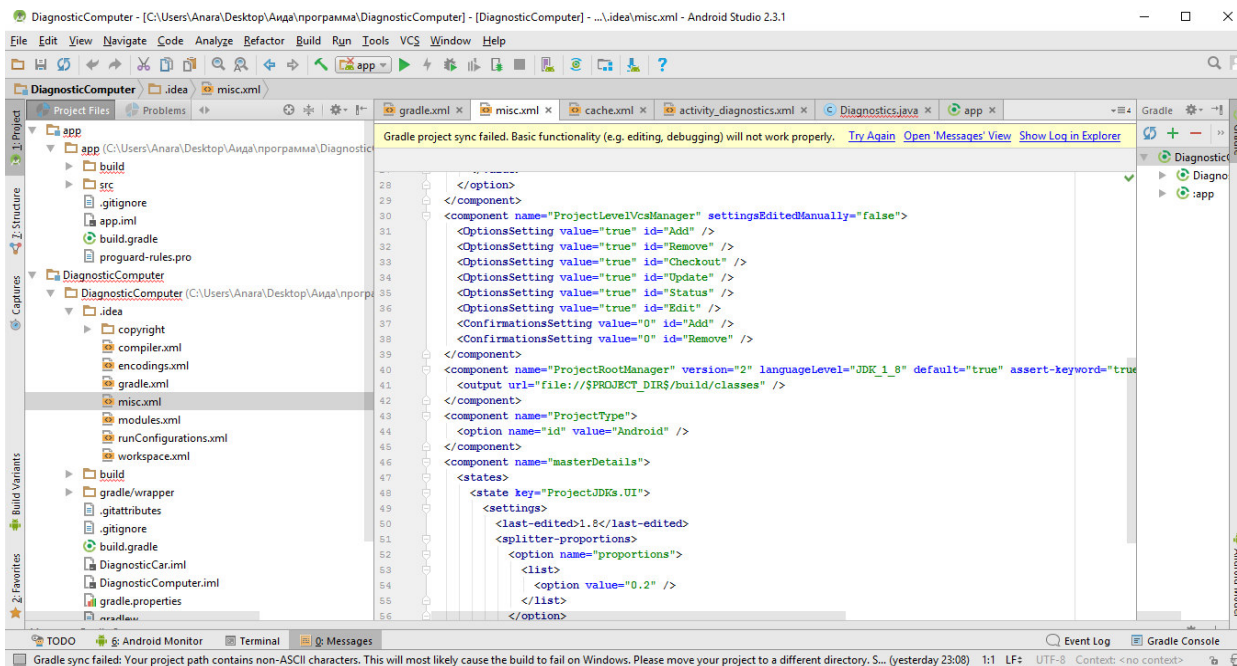 DiagnosticComputer - [C:\Users\Anara\Desktop\Аида\программа\DiagnosticComputer] - [DiagnosticComputer] - ...\.idea\misc.xml - Android Studio 2.3.1
File Edit View Navigate Code Analyze Refactor Build Run Tools VCS Window Help
app
DiagnosticComputer .idea misc.xml
Project Files Problems
gradle.xml × misc.xml × cache.xml × activity_diagnostics.xml × Diagnostics.java × app × 4
Gradle
Gradle project sync failed. Basic functionality (e.g. editing, debugging) will not work properly. Try Again Open 'Messages' View Show Log in Explorer
1: Project
7: Structure
Captures
Build Variants
2: Favorites
app
app (C:\Users\Anara\Desktop\Аида\программа\Diagnostic
build
src
.gitignore
app.iml
build.gradle
proguard-rules.pro
DiagnosticComputer
DiagnosticComputer (C:\Users\Anara\Desktop\Аида\програ
.idea
copyright
compiler.xml
encodings.xml
gradle.xml
misc.xml
modules.xml
runConfigurations.xml
workspace.xml
build
gradle/wrapper
.gitattributes
.gitignore
build.gradle
DiagnosticCar.iml
DiagnosticComputer.iml
gradle.properties
gradlew
28 </option>
29 </component>
30 <component name="ProjectLevelVcsManager" settingsEditedManually="false">
31 <OptionsSetting value="true" id="Add" />
32 <OptionsSetting value="true" id="Remove" />
33 <OptionsSetting value="true" id="Checkout" />
34 <OptionsSetting value="true" id="Update" />
35 <OptionsSetting value="true" id="Status" />
36 <OptionsSetting value="true" id="Edit" />
37 <ConfirmationsSetting value="0" id="Add" />
38 <ConfirmationsSetting value="0" id="Remove" />
39 </component>
40 <component name="ProjectRootManager" version="2" languageLevel="JDK_1_8" default="true" assert-keyword="true
41 <output url="file://$PROJECT_DIR$/build/classes" />
42 </component>
43 <component name="ProjectType">
44 <option name="id" value="Android" />
45 </component>
46 <component name="masterDetails">
47 <states>
48 <state key="ProjectJDKs.UI">
49 <settings>
50 <last-edited>1.8</last-edited>
51 <splitter-proportions>
52 <option name="proportions">
53 <list>
54 <option value="0.2" />
55 </list>
56 </option>
Diagnostic
Diagno
:app
TODO 6: Android Monitor Terminal 0: Messages Event Log Gradle Console
Gradle sync failed: Your project path contains non-ASCII characters. This will most likely cause the build to fail on Windows. Please move your project to a different directory. S... (yesterday 23:08) 1:1 LF UTF-8 Context: <no context>